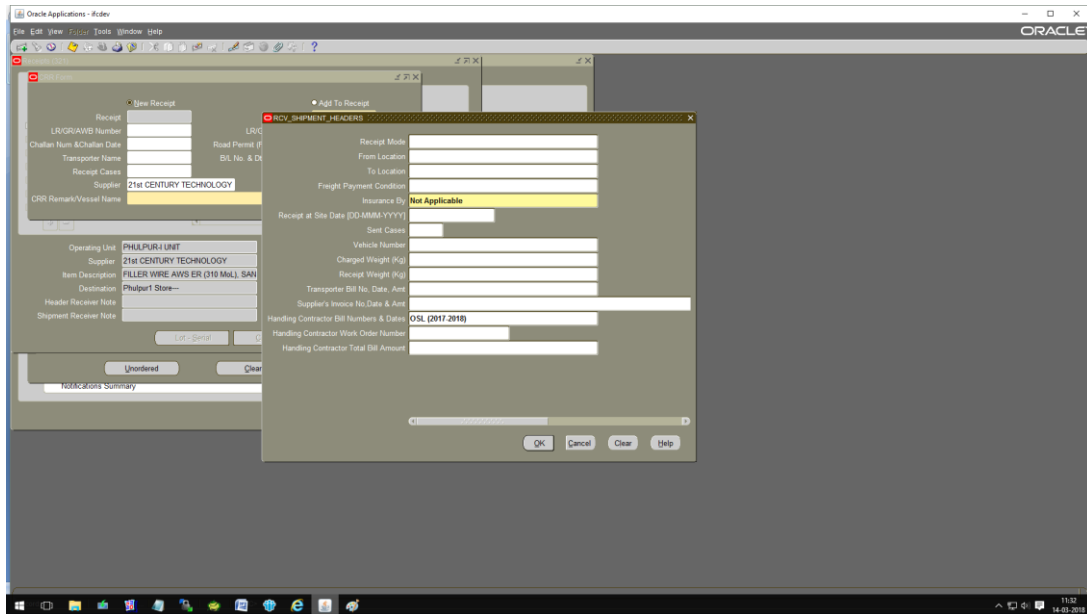 Oracle Applications - ifcdev
File Edit View Folder Tools Window Help
ORACLE
CRR Form
New Receipt Add To Receipt
Receipt
LR/GR/AWB Number
Challan Num &Challan Date
Transporter Name B/L No. &
Receipt Cases
Supplier 21st CENTURY TECHNOLOGY
CRR Remark/Vessel Name
Operating Unit PHULPUR-I UNIT
Supplier 21st CENTURY TECHNOLOGY
Item Description FILLER WIRE AWS ER (310 MoL), SAN
Destination Phulpur1 Store---
Header Receiver Note
Shipment Receiver Note
Lot - Serial
Unordered Clear
Notifications Summary
RCV_SHIPMENT_HEADERS
Receipt Mode
From Location
To Location
Freight Payment Condition
Insurance By Not Applicable
Receipt at Site Date [DD-MMM-YYYY]
Sent Cases
Vehicle Number
Charged Weight (Kg)
Receipt Weight (Kg)
Transporter Bill No, Date, Amt
Supplier's Invoice No,Date & Amt
Handling Contractor Bill Numbers & Dates OSL (2017-2018)
Handling Contractor Work Order Number
Handling Contractor Total Bill Amount
OK Cancel Clear Help
11:32
14-03-2018